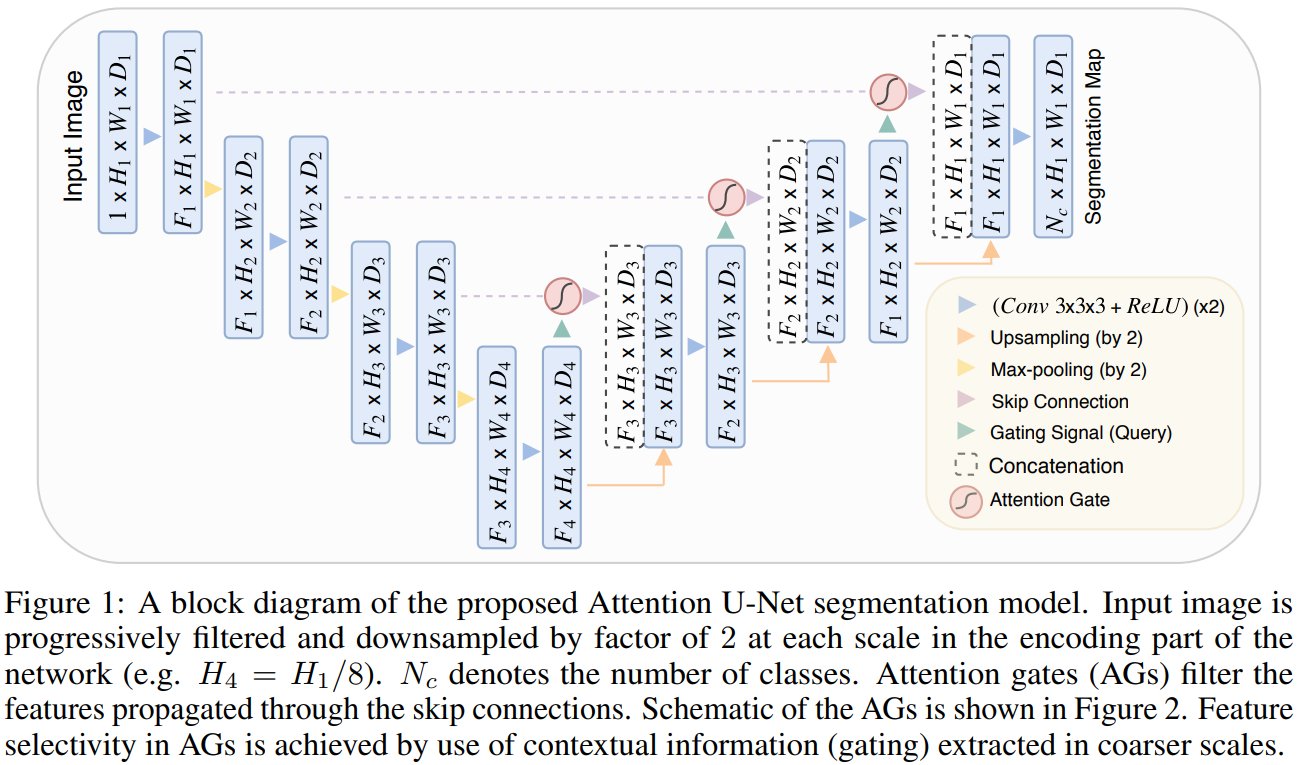 Input Image
1 x H1 x W1 x D1
F1 x H1 x W1 x D1
F1 x H2 x W2 x D2
F2 x H2 x W2 x D2
F2 x H3 x W3 x D3
F3 x H3 x W3 x D3
F3 x H4 x W4 x D4
F4 x H4 x W4 x D4
F3 x H3 x W3 x D3
F3 x H3 x W3 x D3
F2 x H3 x W3 x D3
F2 x H2 x W2 x D2
F2 x H2 x W2 x D2
F1 x H2 x W2 x D2
F1 x H1 x W1 x D1
F1 x H1 x W1 x D1
Nc x H1 x W1 x D1
Segmentation Map
(Conv 3x3x3 + ReLU) (x2)
Upsampling (by 2)
Max-pooling (by 2)
Skip Connection
Gating Signal (Query)
Concatenation
Attention Gate
Figure 1: A block diagram of the proposed Attention U-Net segmentation model. Input image is
progressively filtered and downsampled by factor of 2 at each scale in the encoding part of the
network (e.g. H4 = H1/8). Nc denotes the number of classes. Attention gates (AGs) filter the
features propagated through the skip connections. Schematic of the AGs is shown in Figure 2. Feature
selectivity in AGs is achieved by use of contextual information (gating) extracted in coarser scales.